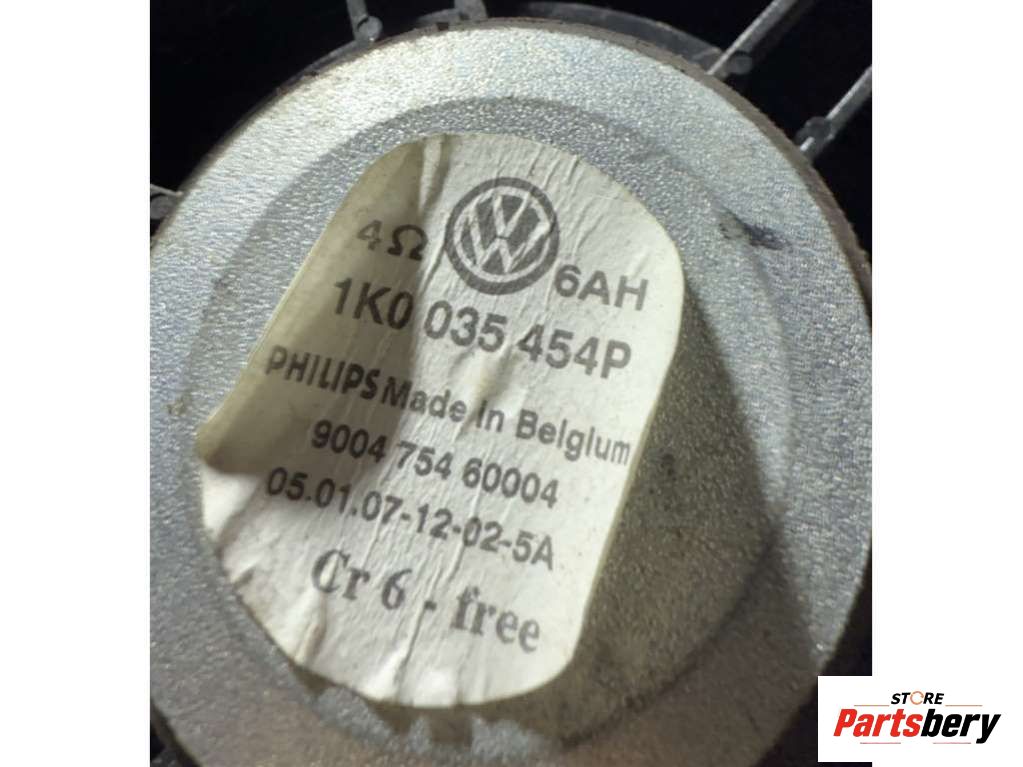 4Ω 6AH
1K0 035 454P
PHILIPS Made in Belgium
9004 754 60004
05.01.07-12-02-5A
Cr 6 - free
STORE
Partsbery